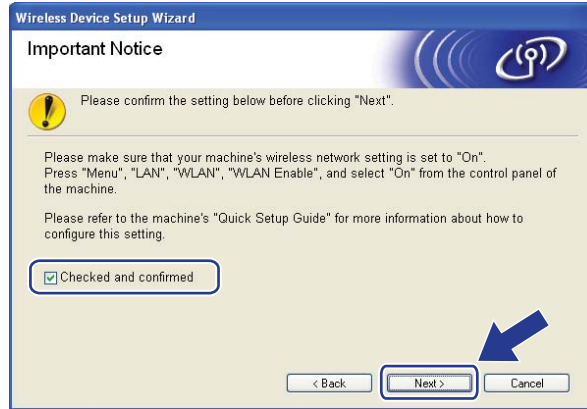 Wireless Device Setup Wizard
Important Notice
Please confirm the setting below before clicking "Next".
Please make sure that your machine's wireless network setting is set to "On".
Press "Menu", "LAN", "WLAN", "WLAN Enable", and select "On" from the control panel of
the machine.
Please refer to the machine's "Quick Setup Guide" for more information about how to
configure this setting.
Checked and confirmed
< Back
Next >
Cancel